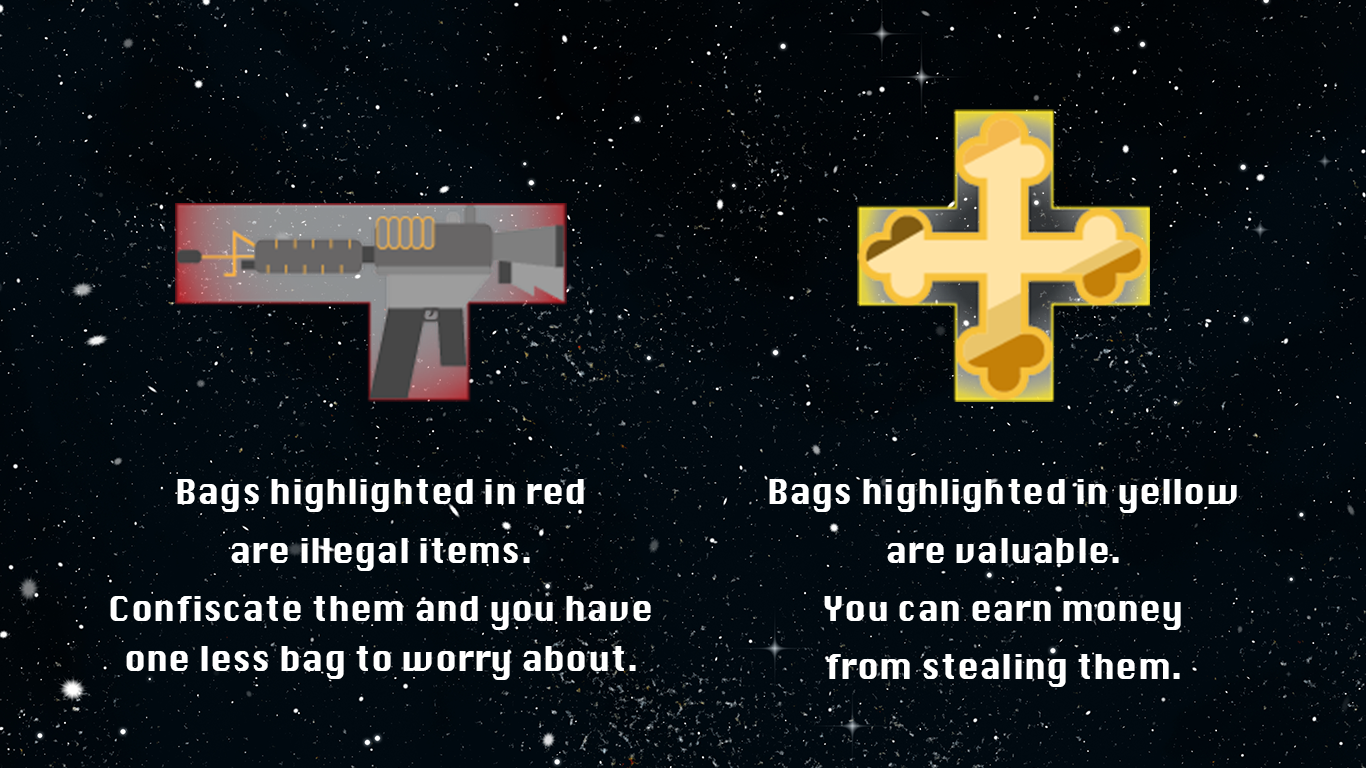 Bags highlighted in red
are illegal items.
Confiscate them and you have
one less bag to worry about.
Bags highlighted in yellow
are valuable.
You can earn money
from stealing them.